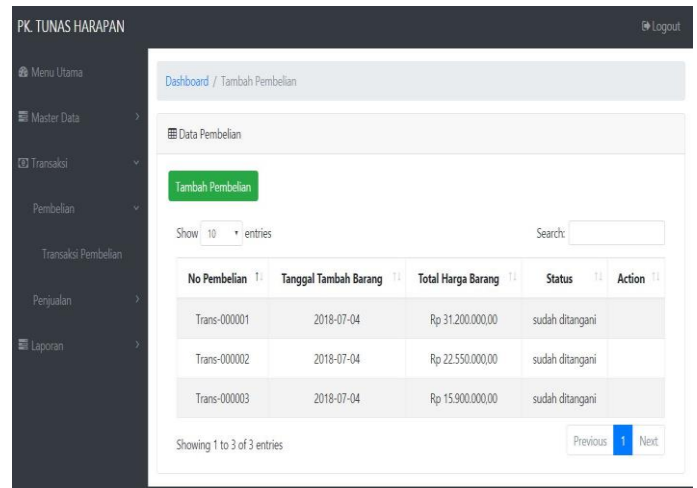 PK. TUNAS HARAPAN
Logout
Menu Utama
Master Data
Transaksi
Pembelian
Transaksi Pembelian
Penjualan
Laporan
Dashboard / Tambah Pembelian
Data Pembelian
Tambah Pembelian
Show 10 entries
Search:
No Pembelian Tanggal Tambah Barang Total Harga Barang Status Action
Trans-000001 2018-07-04 Rp 31.200.000,00 sudah ditangani
Trans-000002 2018-07-04 Rp 22.550.000,00 sudah ditangani
Trans-000003 2018-07-04 Rp 15.900.000,00 sudah ditangani
Showing 1 to 3 of 3 entries
Previous 1 Next